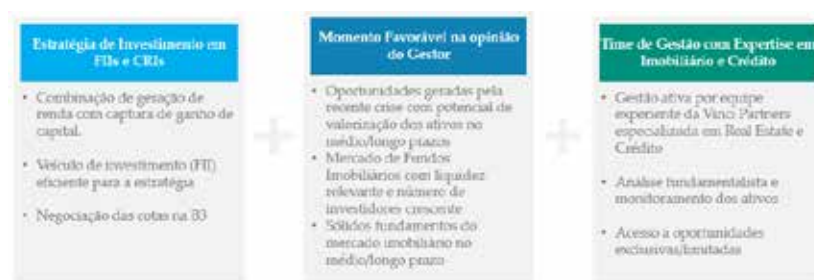 Estratégia de Investimento em
FIIs e CRIs
• Combinação de geração de
renda com captura de ganho de
capital.
• Veículo de investimento (FII)
eficiente para a estratégia
• Negociação das cotas na B3
Momento Favorável na opinião
do Gestor
• Oportunidades geradas pela
recente crise com potencial de
valorização dos ativos no
médio/longo prazos
• Mercado de Fundos
Imobiliários com liquidez
relevante e número de
investidores crescente
• Sólidos fundamentos do
mercado imobiliário no
médio/longo prazo
Time de Gestão com Expertise em
Imobiliário e Crédito
• Gestão ativa por equipe
experiente da Vinci Partners
especializada em Real Estate e
Crédito
• Análise fundamentalista e
monitoramento dos ativos
• Acesso a oportunidades
exclusivas/limitadas